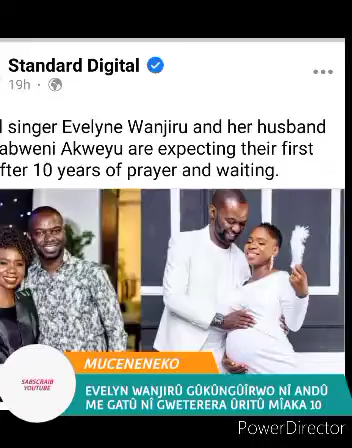 Standard Digital
19h ·
singer Evelyne Wanjiru and her husband
abweni Akweyu are expecting their first
fter 10 years of prayer and waiting.
MUCENENEKO
SABSCRAIB
YOUTUBE
EVELYN WANJIRŨ GŨKŨNGŨĨRWO NĨ ANDŨ
ME GATŨ NĨ GWETERERA ŨRITŨ MĨAKA 10
PowerDirector